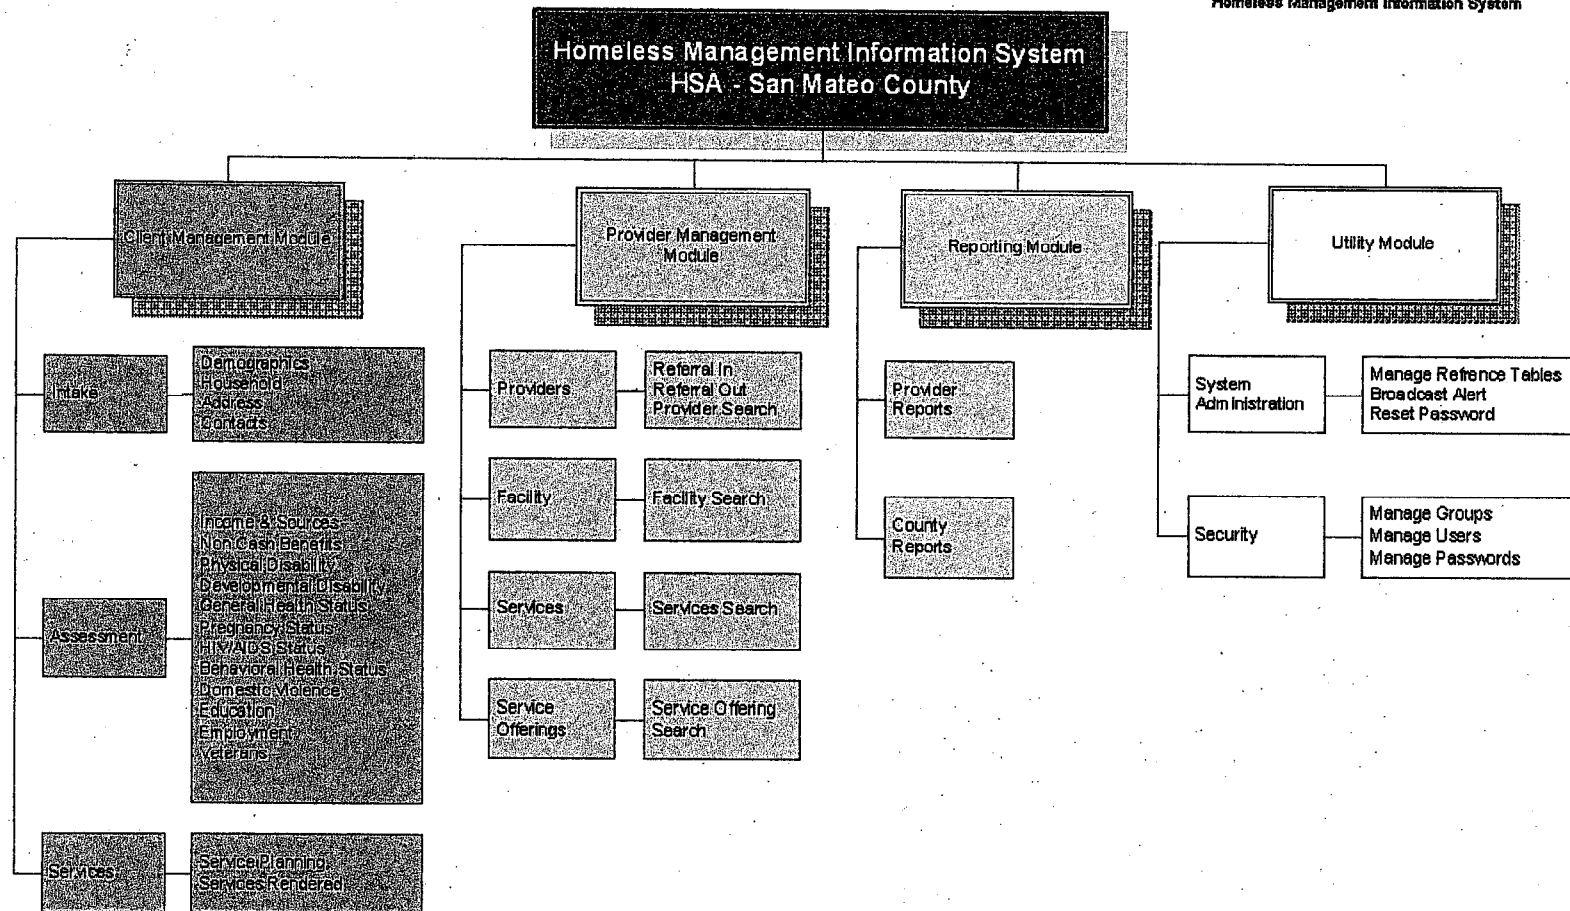 Homeless Management Information System
Homeless Management Information System
HSA - San Mateo County
Client Management Module
Provider Management
Module
Reporting Module
Utility Module
Intake
Demographics
Household
Address
Contacts
Assessment
Income & Sources
Non Cash Benefits
Physical Disability
Developmental Disability
General Health Status
Pregnancy Status
HIV/AIDS Status
Behavioral Health Status
Domestic Violence
Education
Employment
Veterans
Services
Service Planning
Services Rendered
Providers
Referral In
Referral Out
Provider Search
Facility
Facility Search
Services
Services Search
Service
Offerings
Service Offering
Search
Provider
Reports
County
Reports
System
Administration
Manage Refrence Tables
Broadcast Alert
Reset Password
Security
Manage Groups
Manage Users
Manage Passwords